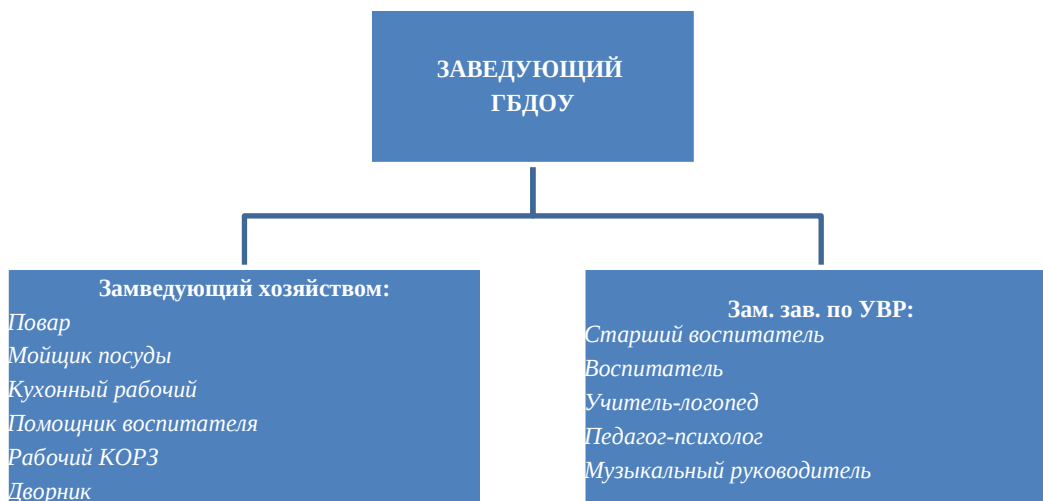 ЗАВЕДУЮЩИЙ
ГБДОУ
Замведующий хозяйством:
Повар
Мойщик посуды
Кухонный рабочий
Помощник воспитателя
Рабочий КОРЗ
Дворник
Зам. зав. по УВР:
Старший воспитатель
Воспитатель
Учитель-логопед
Педагог-психолог
Музыкальный руководитель